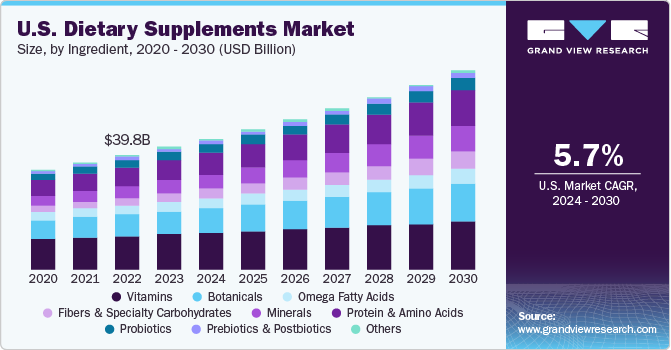 U.S. Dietary Supplements Market
Size, by Ingredient, 2020 - 2030 (USD Billion)
$39.8B
2020 2021 2022 2023 2024 2025 2026 2027 2028 2029 2030
Vitamins Botanicals Omega Fatty Acids
Fibers & Specialty Carbohydrates Minerals Protein & Amino Acids
Probiotics Prebiotics & Postbiotics Others
GRAND VIEW RESEARCH
5.7%
U.S. Market CAGR,
2024 - 2030
Source:
www.grandviewresearch.com